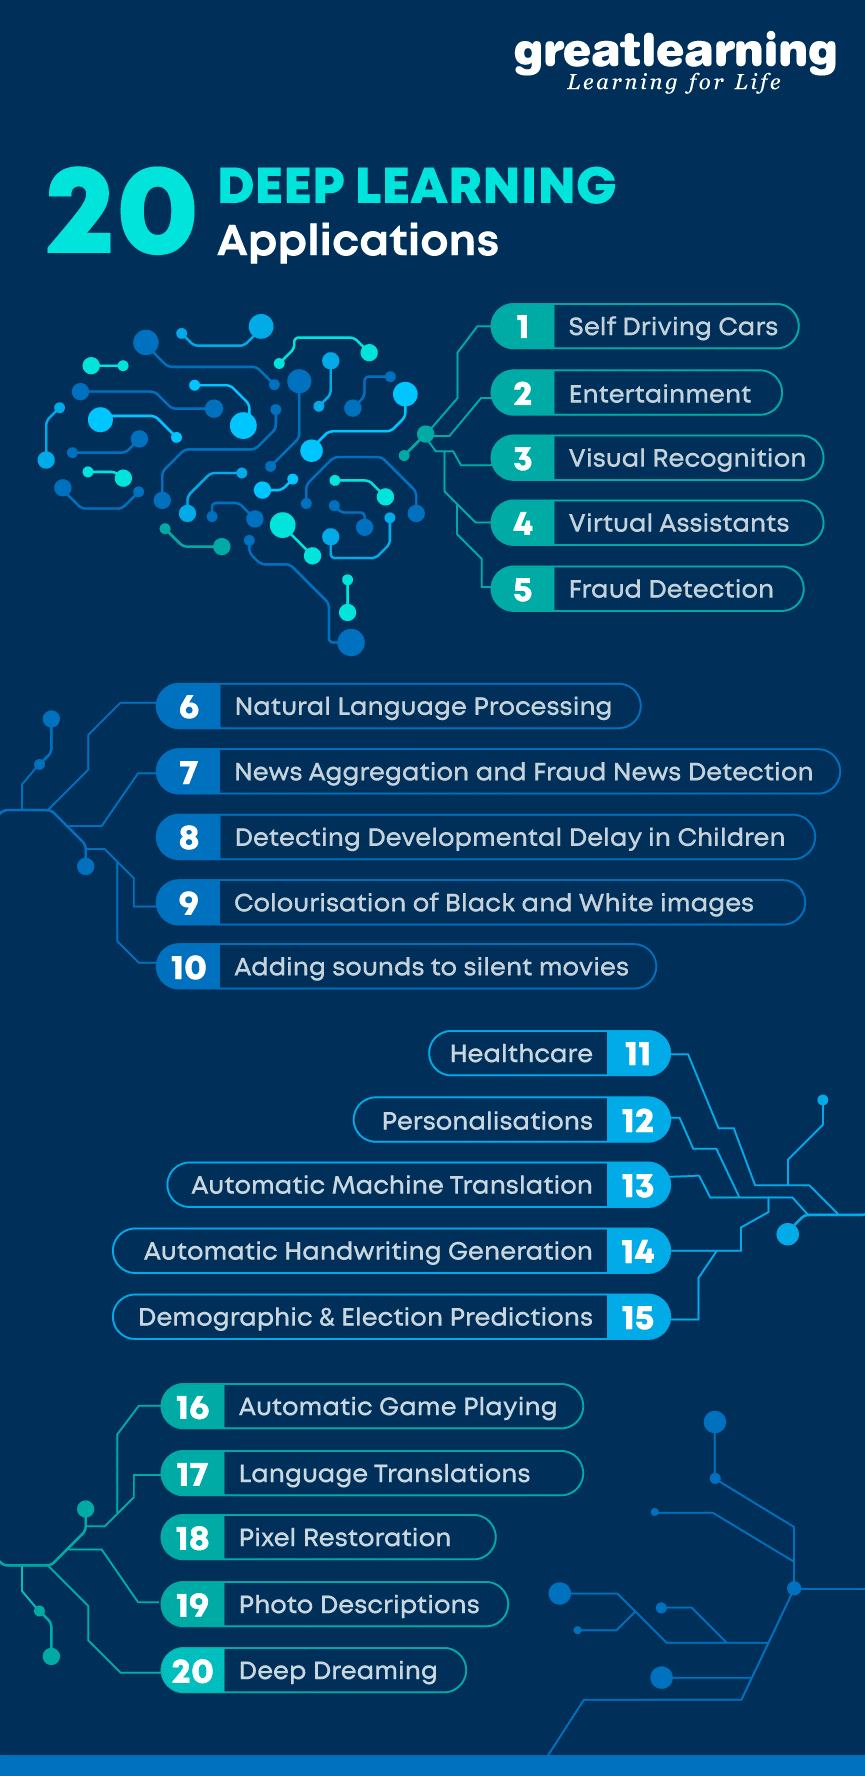 greatlearning
Learning for Life
20 DEEP LEARNING
Applications
1 Self Driving Cars
2 Entertainment
3 Visual Recognition
4 Virtual Assistants
5 Fraud Detection
6 Natural Language Processing
7 News Aggregation and Fraud News Detection
8 Detecting Developmental Delay in Children
9 Colourisation of Black and White images
10 Adding sounds to silent movies
Healthcare 11
Personalisations 12
Automatic Machine Translation 13
Automatic Handwriting Generation 14
Demographic & Election Predictions 15
16 Automatic Game Playing
17 Language Translations
18 Pixel Restoration
19 Photo Descriptions
20 Deep Dreaming